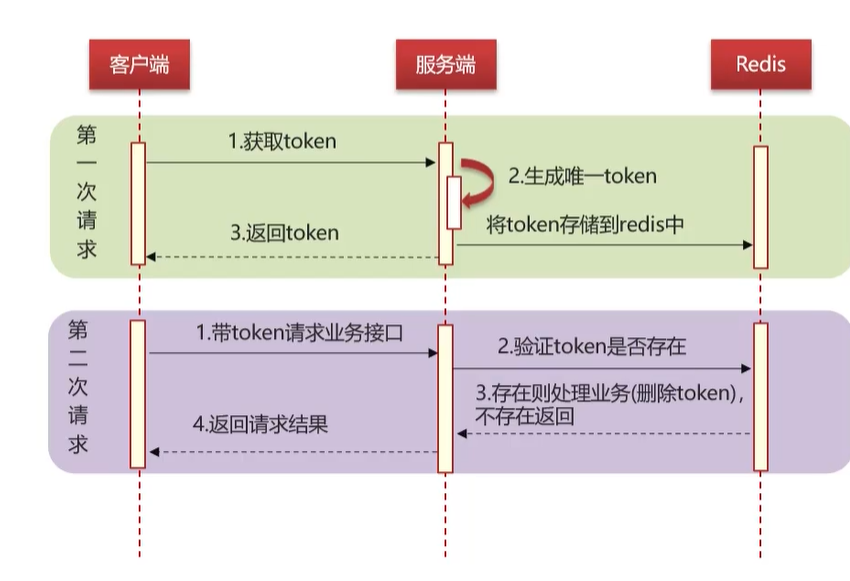 客户端
服务端
Redis
第一次请求
1.获取token
2.生成唯一token
将token存储到redis中
3.返回token
第二次请求
1.带token请求业务接口
2.验证token是否存在
3.存在则处理业务(删除token),
不存在返回
4.返回请求结果